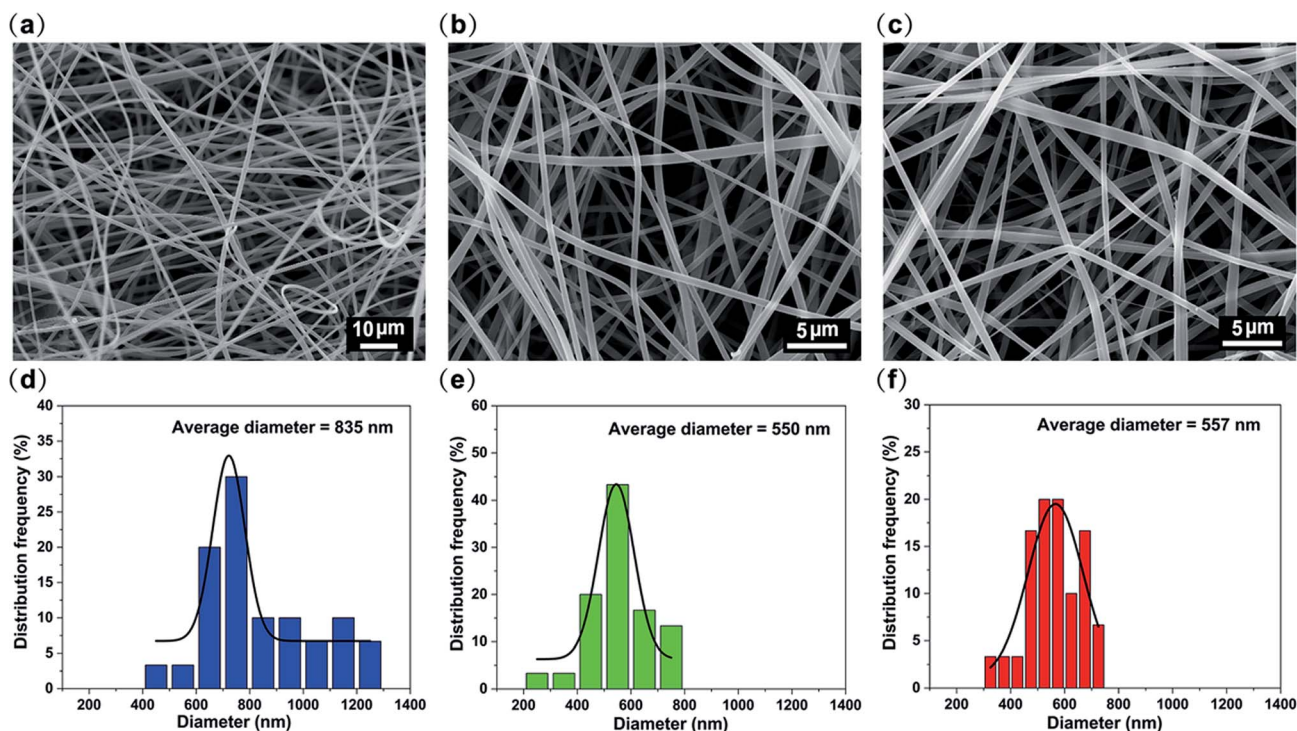 (a)
(b)
(c)
10 μm
5 μm
5 μm
(d)
(e)
(f)
Average diameter = 835 nm
Distribution frequency (%)
40
35
30
25
20
15
10
5
0
200 400 600 800 1000 1200 1400
Diameter (nm)
Average diameter = 550 nm
Distribution frequency (%)
60
50
40
30
20
10
0
200 400 600 800 1000 1200 1400
Diameter (nm)
Average diameter = 557 nm
Distribution frequency (%)
30
25
20
15
10
5
0
200 400 600 800 1000 1200 1400
Diameter (nm)